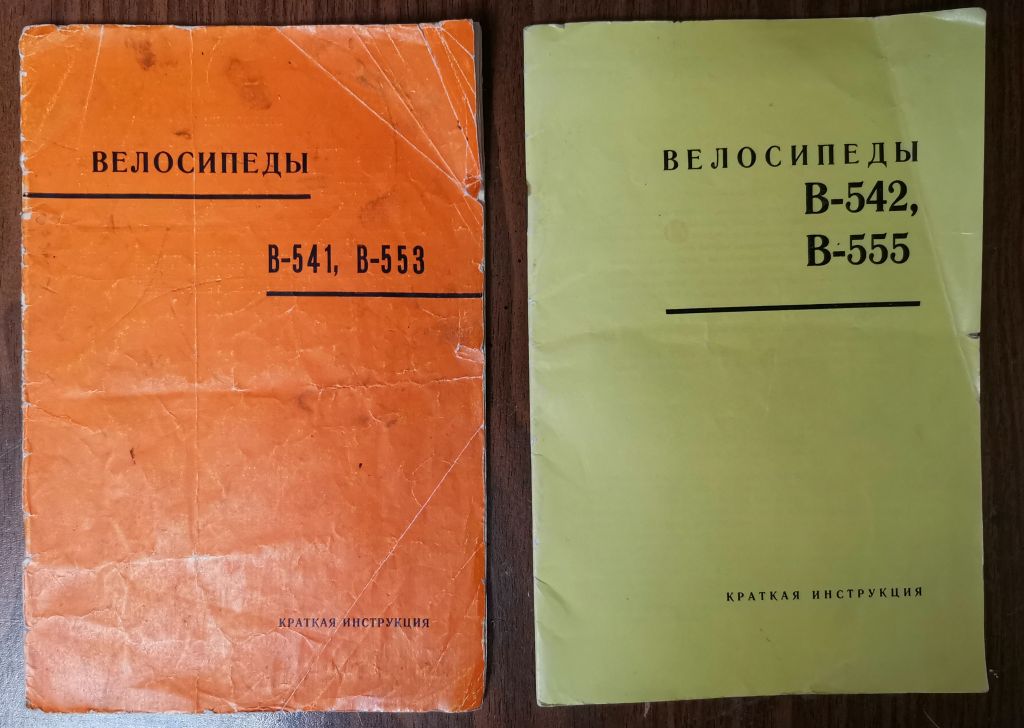 ВЕЛОСИПЕДЫ
В-541, В-553
КРАТКАЯ ИНСТРУКЦИЯ
ВЕЛОСИПЕДЫ
В-542,
В-555
КРАТКАЯ ИНСТРУКЦИЯ